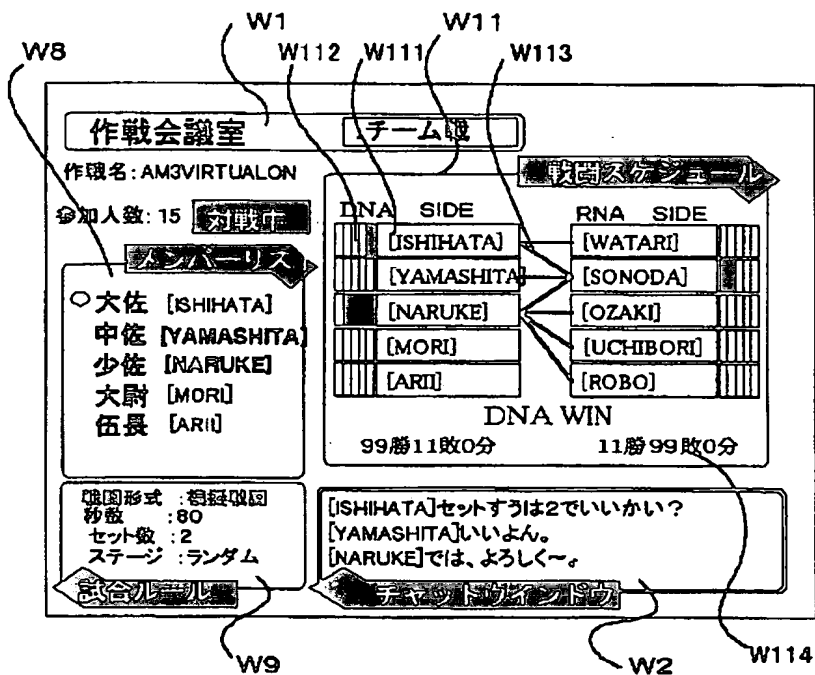 W1
W11
W8
W112
W111
W113
作戦会議室
チーム戦
作戦名:AM3VIRTUALON
戦闘スケジュール
参加人数: 15
対戦中
DNA SIDE
RNA SIDE
メンバーリス
[ISHIHATA]
[WATARI]
[YAMASHITA]
[SONODA]
[NARUKE]
[OZAKI]
[MORI]
[UCHIBORI]
[ARII]
[ROBO]
大佐 [ISHIHATA]
中佐 [YAMASHITA]
少佐 [NARUKE]
大尉 [MORI]
伍長 [ARII]
DNA WIN
99勝11敗0分
11勝99敗0分
戦闘形式 :
秒数 :80
セット数 :2
ステージ :ランダム
試合ルール
[ISHIHATA]セットすうは2でいいかい?
[YAMASHITA]いいよん。
[NARUKE]では、よろしく~。
チャットウインドウ
W9
W2
W114